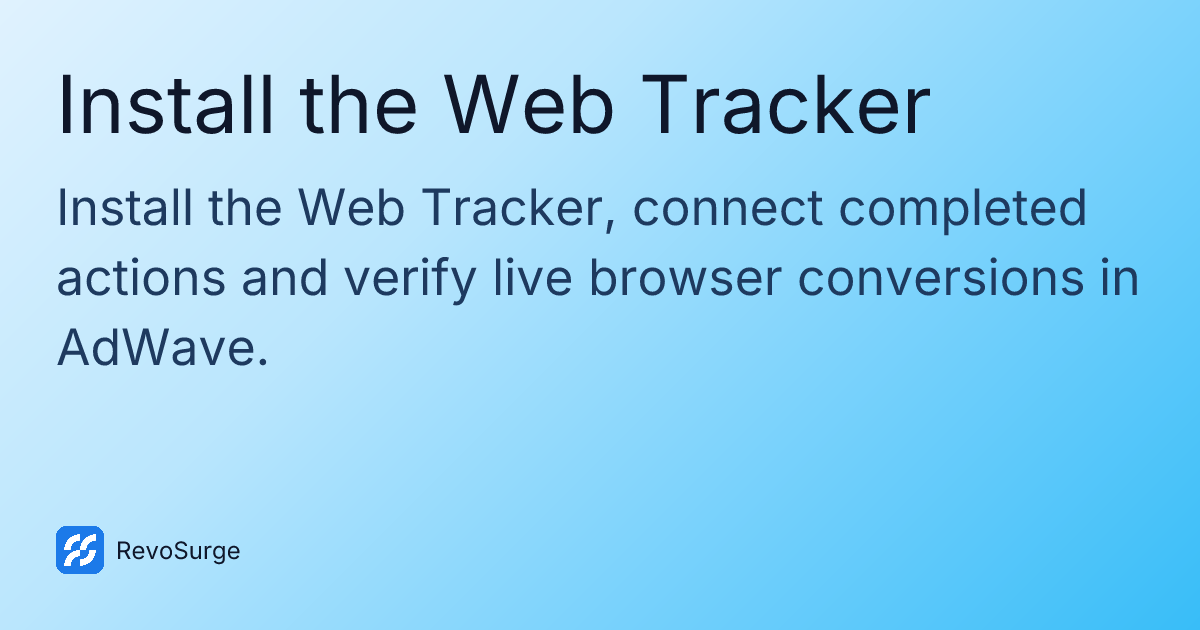 Install the Web Tracker
Install the Web Tracker, connect completed
actions and verify live browser conversions in
AdWave.
RevoSurge